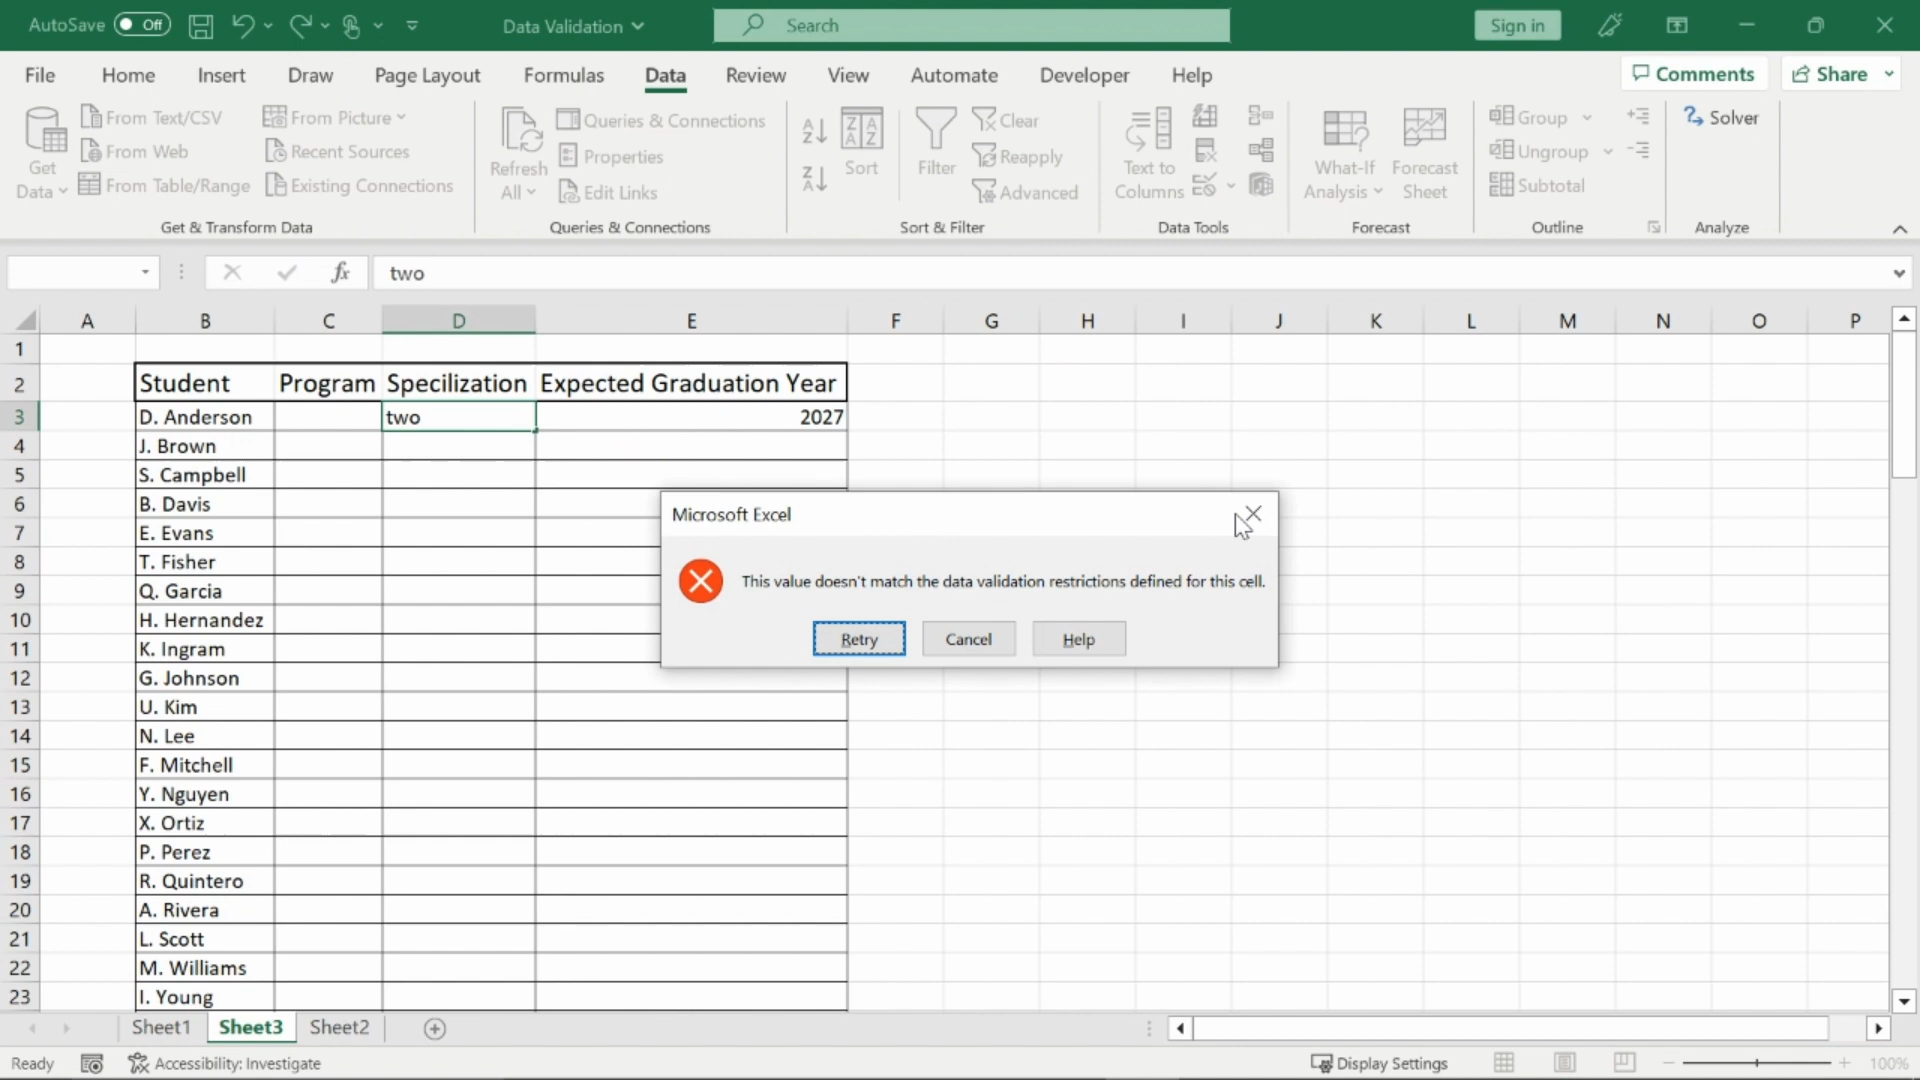 AutoSave Off Data Validation Search Sign in
File Home Insert Draw Page Layout Formulas Data Review View Automate Developer Help Comments Share
Get Data
From Text/CSV
From Web
From Table/Range
From Picture
Recent Sources
Existing Connections
Get & Transform Data
Refresh All
Queries & Connections
Properties
Edit Links
Queries & Connections
Sort
Filter
Clear
Reapply
Advanced
Sort & Filter
Text to Columns
Data Tools
What-If Analysis
Forecast Sheet
Forecast
Group
Ungroup
Subtotal
Outline
Solver
Analyze
fx two
A B C D E F G H I J K L M N O P
1
2 Student Program Specilization Expected Graduation Year
3 D. Anderson two 2027
4 J. Brown
5 S. Campbell
6 B. Davis
7 E. Evans
8 T. Fisher
9 Q. Garcia
10 H. Hernandez
11 K. Ingram
12 G. Johnson
13 U. Kim
14 N. Lee
15 F. Mitchell
16 Y. Nguyen
17 X. Ortiz
18 P. Perez
19 R. Quintero
20 A. Rivera
21 L. Scott
22 M. Williams
23 I. Young
Microsoft Excel
This value doesn't match the data validation restrictions defined for this cell.
Retry Cancel Help
Sheet1 Sheet3 Sheet2
Ready Accessibility: Investigate Display Settings 100%